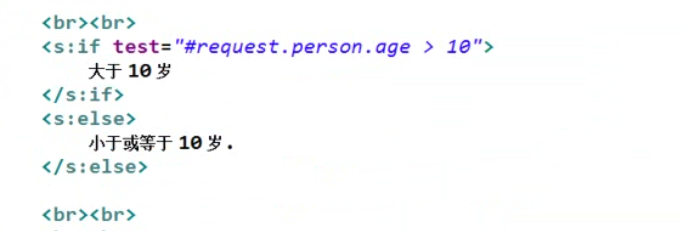 <br><br>
<s:if test="#request.person.age > 10">
大于 10 岁
</s:if>
<s:else>
小于或等于 10 岁.
</s:else>
<br><br>